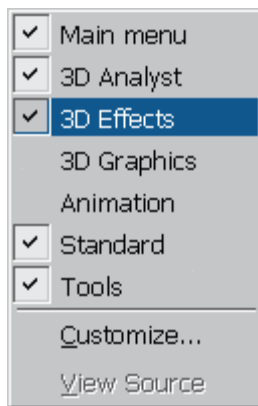 Main menu
3D Analyst
3D Effects
3D Graphics
Animation
Standard
Tools
Customize...
View Source